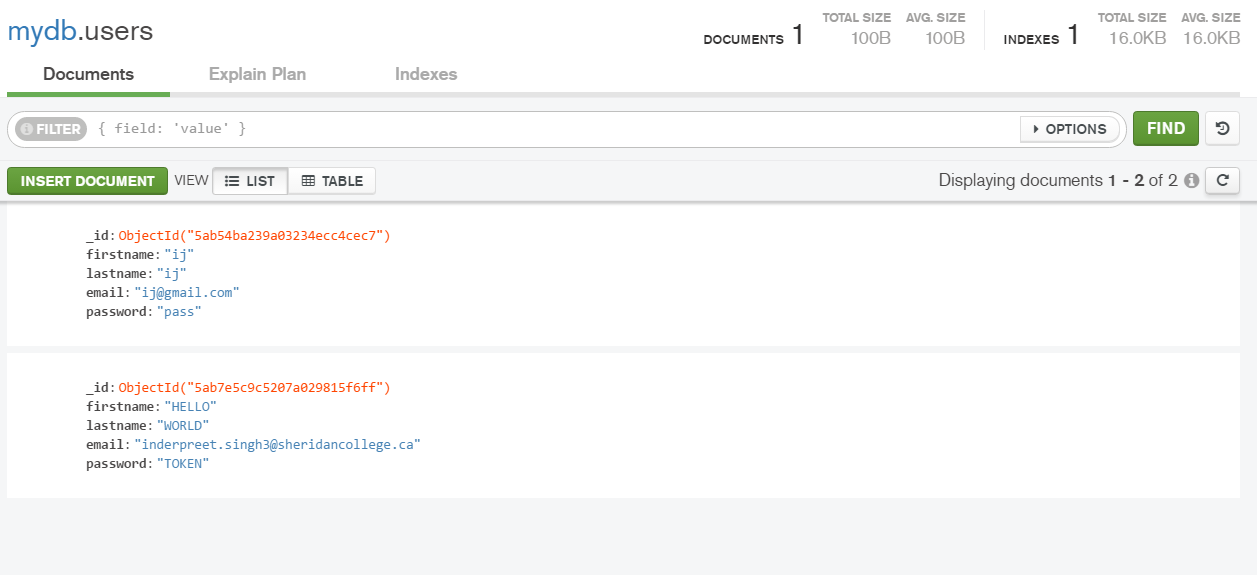 mydb.users
DOCUMENTS 1 TOTAL SIZE 100B AVG. SIZE 100B INDEXES 1 TOTAL SIZE 16.0KB AVG. SIZE 16.0KB
Documents Explain Plan Indexes
FILTER { field: 'value' } OPTIONS FIND
INSERT DOCUMENT VIEW LIST TABLE Displaying documents 1 - 2 of 2
_id: ObjectId("5ab54ba239a03234ecc4cec7")
firstname: "ij"
lastname: "ij"
email: "ij@gmail.com"
password: "pass"
_id: ObjectId("5ab7e5c9c5207a029815f6ff")
firstname: "HELLO"
lastname: "WORLD"
email: "inderpreet.singh3@sheridancollege.ca"
password: "TOKEN"